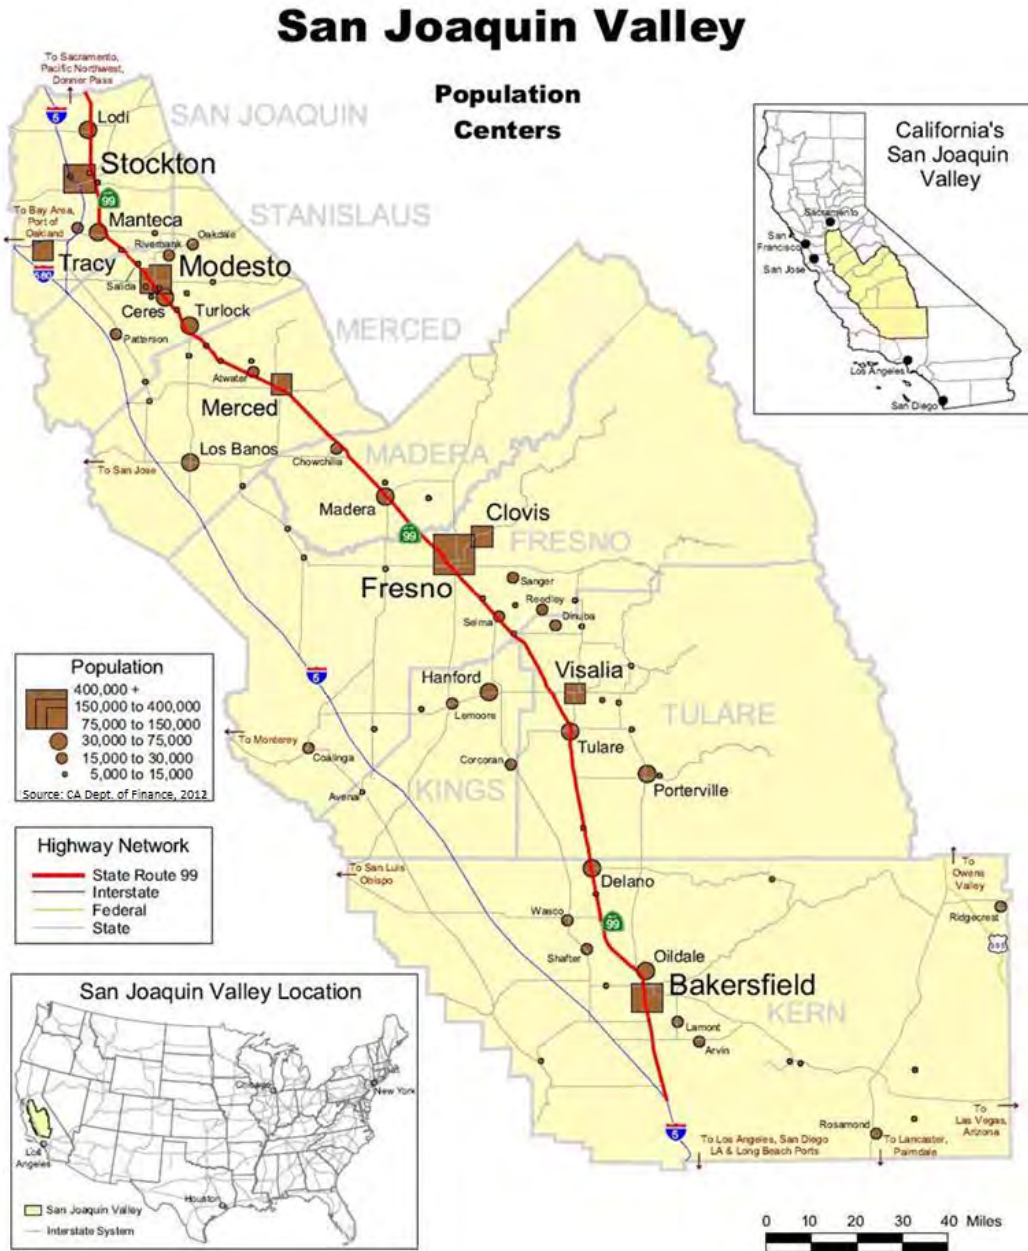 San Joaquin Valley
Population
Centers
To Sacramento,
Pacific Northwest,
Donner Pass
5
Lodi
SAN JOAQUIN
Stockton
99
To Bay Area,
Port of
Oakland
Manteca
STANISLAUS
Riverbank
Oakdale
Tracy
Modesto
580
Salida
Ceres
Turlock
Patterson
MERCED
Atwater
Merced
Los Banos
To San Jose
Chowchilla
MADERA
Madera
99
Clovis
FRESNO
Fresno
Sanger
Reedley
Dinuba
Selma
5
Hanford
Visalia
Lemoore
TULARE
To Monterey
Tulare
Coalinga
Corcoran
Avenal
KINGS
Porterville
To San Luis
Obispo
Delano
To
Owens
Valley
Wasco
99
Ridgecrest
395
Shafter
Oildale
Bakersfield
KERN
Lamont
Arvin
5
Rosamond
To Los Angeles, San Diego
LA & Long Beach Ports
To Lancaster,
Palmdale
To
Las Vegas,
Arizona
California's
San Joaquin
Valley
Sacramento
San
Francisco
San Jose
Los Angeles
San Diego
Population
400,000 +
150,000 to 400,000
75,000 to 150,000
30,000 to 75,000
15,000 to 30,000
5,000 to 15,000
Source: CA Dept. of Finance, 2012
Highway Network
State Route 99
Interstate
Federal
State
San Joaquin Valley Location
Chicago
New York
Los
Angeles
Houston
San Joaquin Valley
Interstate System
0 10 20 30 40 Miles